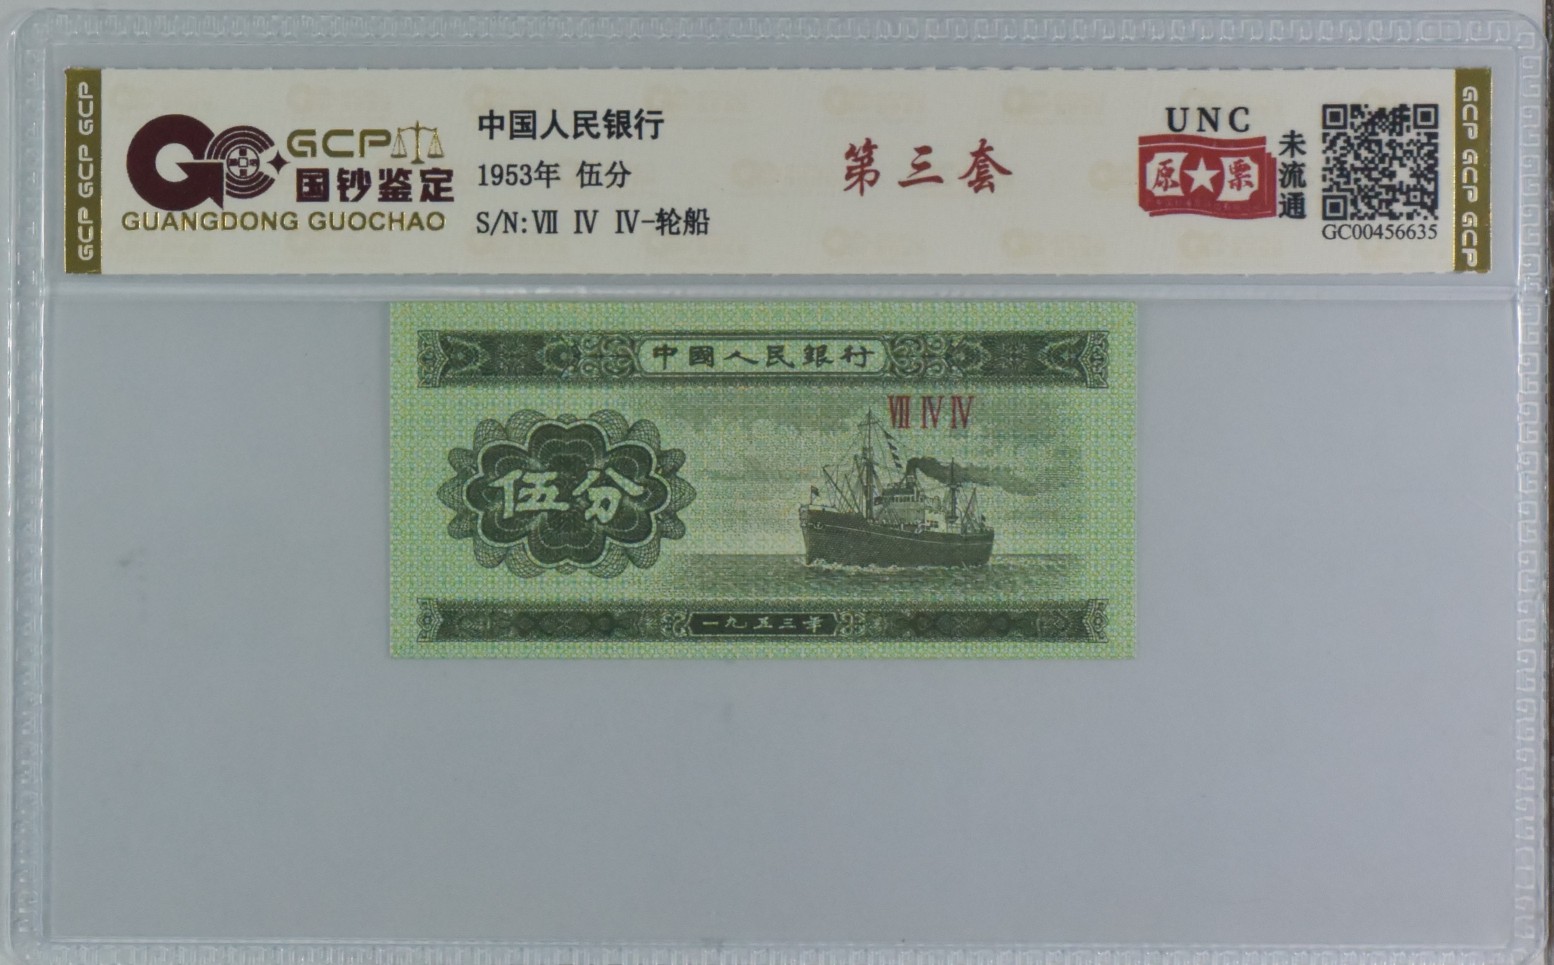 GCP GCP GCP
GCP
国钞鉴定
GUANGDONG GUOCHAO
中国人民银行
1953年 伍分
S/N:Ⅶ Ⅳ Ⅳ-轮船
第三套
UNC
原★票
未流通
GC00456635
GCP GCP GCP
中國人民銀行
Ⅶ Ⅳ Ⅳ
伍分
一九五三年